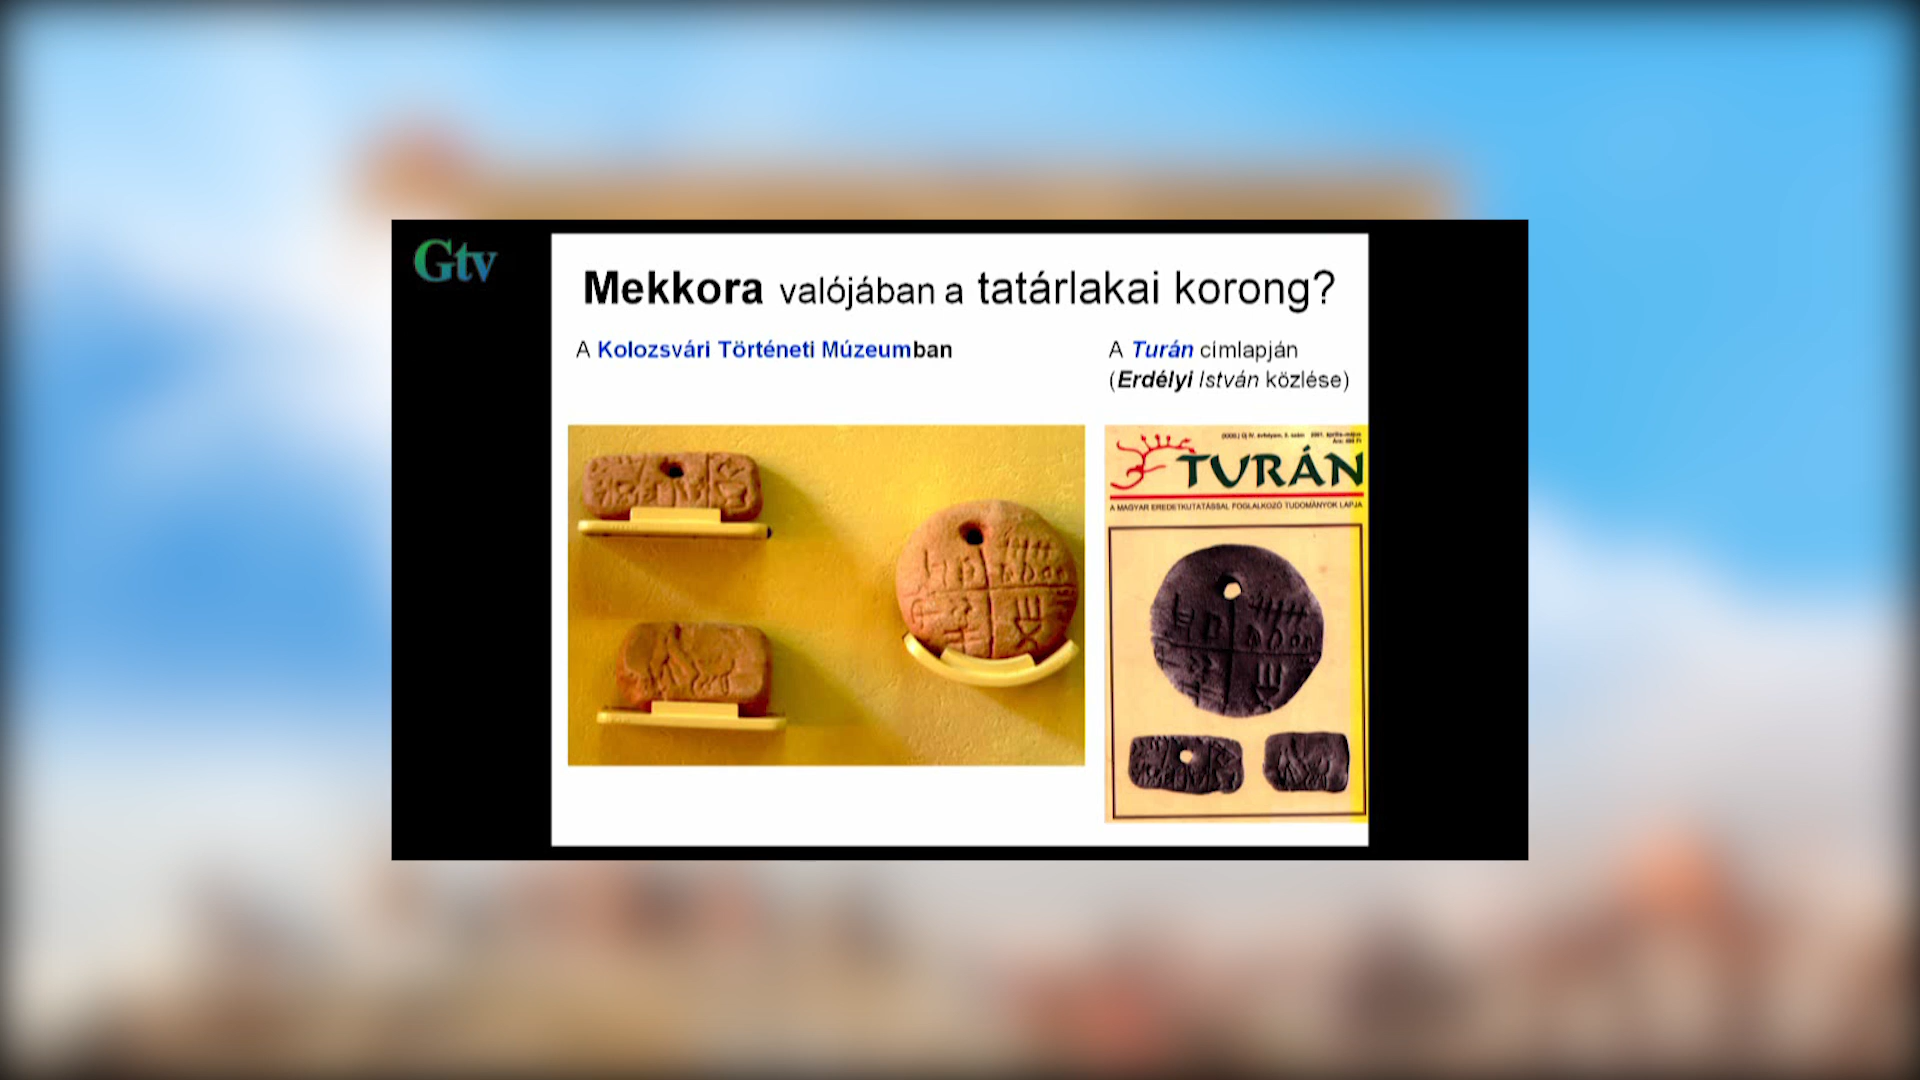 Gtv
Mekkora valójában a tatárlakai korong?
A Kolozsvári Történeti Múzeumban
A Turán címlapján
(Erdélyi István közlése)
TURÁN
A MAGYAR EREDETKUTATÁSSAL FOGLALKOZÓ TUDOMÁNYOK LAPJA